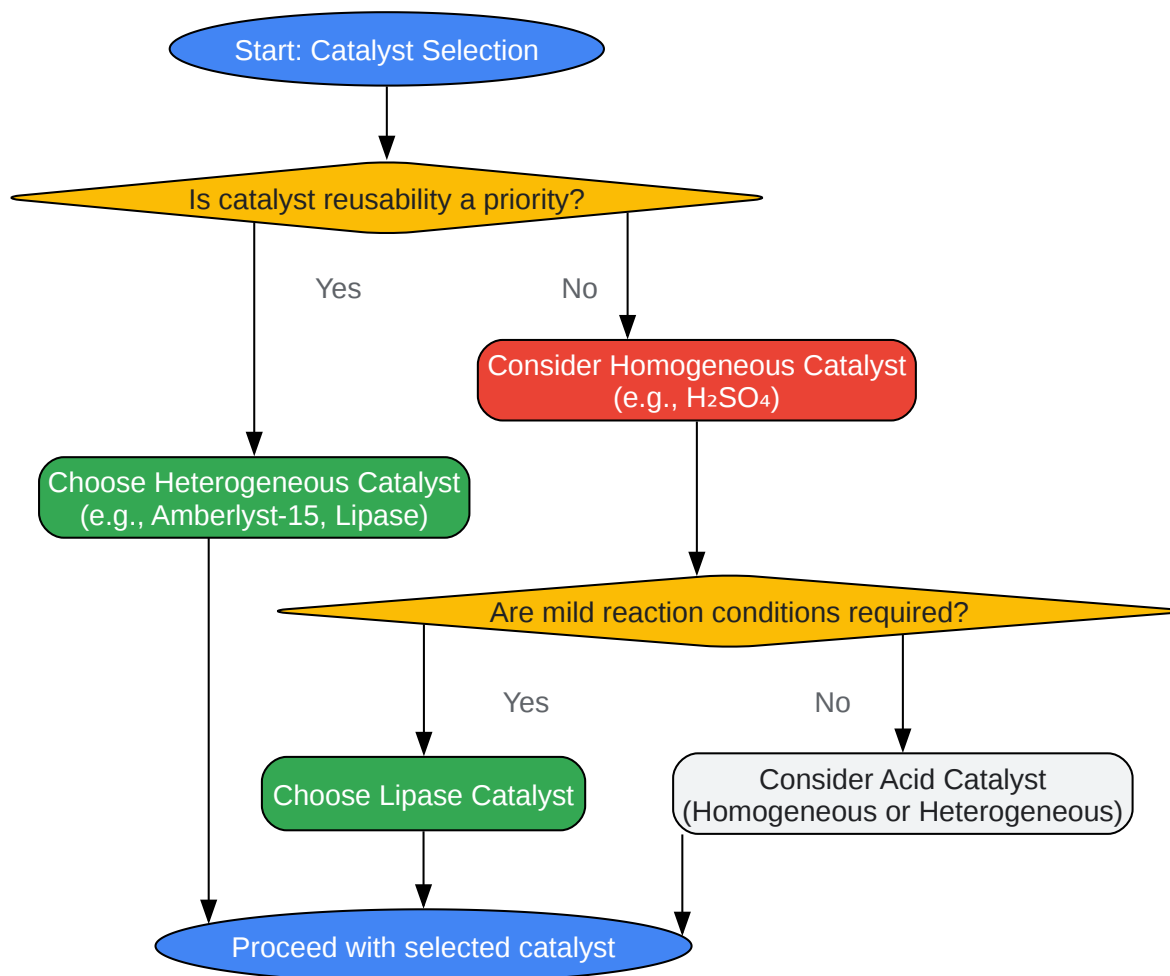 Start: Catalyst Selection
Is catalyst reusability a priority?
Yes
No
Consider Homogeneous Catalyst
(e.g., H₂SO₄)
Choose Heterogeneous Catalyst
(e.g., Amberlyst-15, Lipase)
Are mild reaction conditions required?
Yes
No
Choose Lipase Catalyst
Consider Acid Catalyst
(Homogeneous or Heterogeneous)
Proceed with selected catalyst